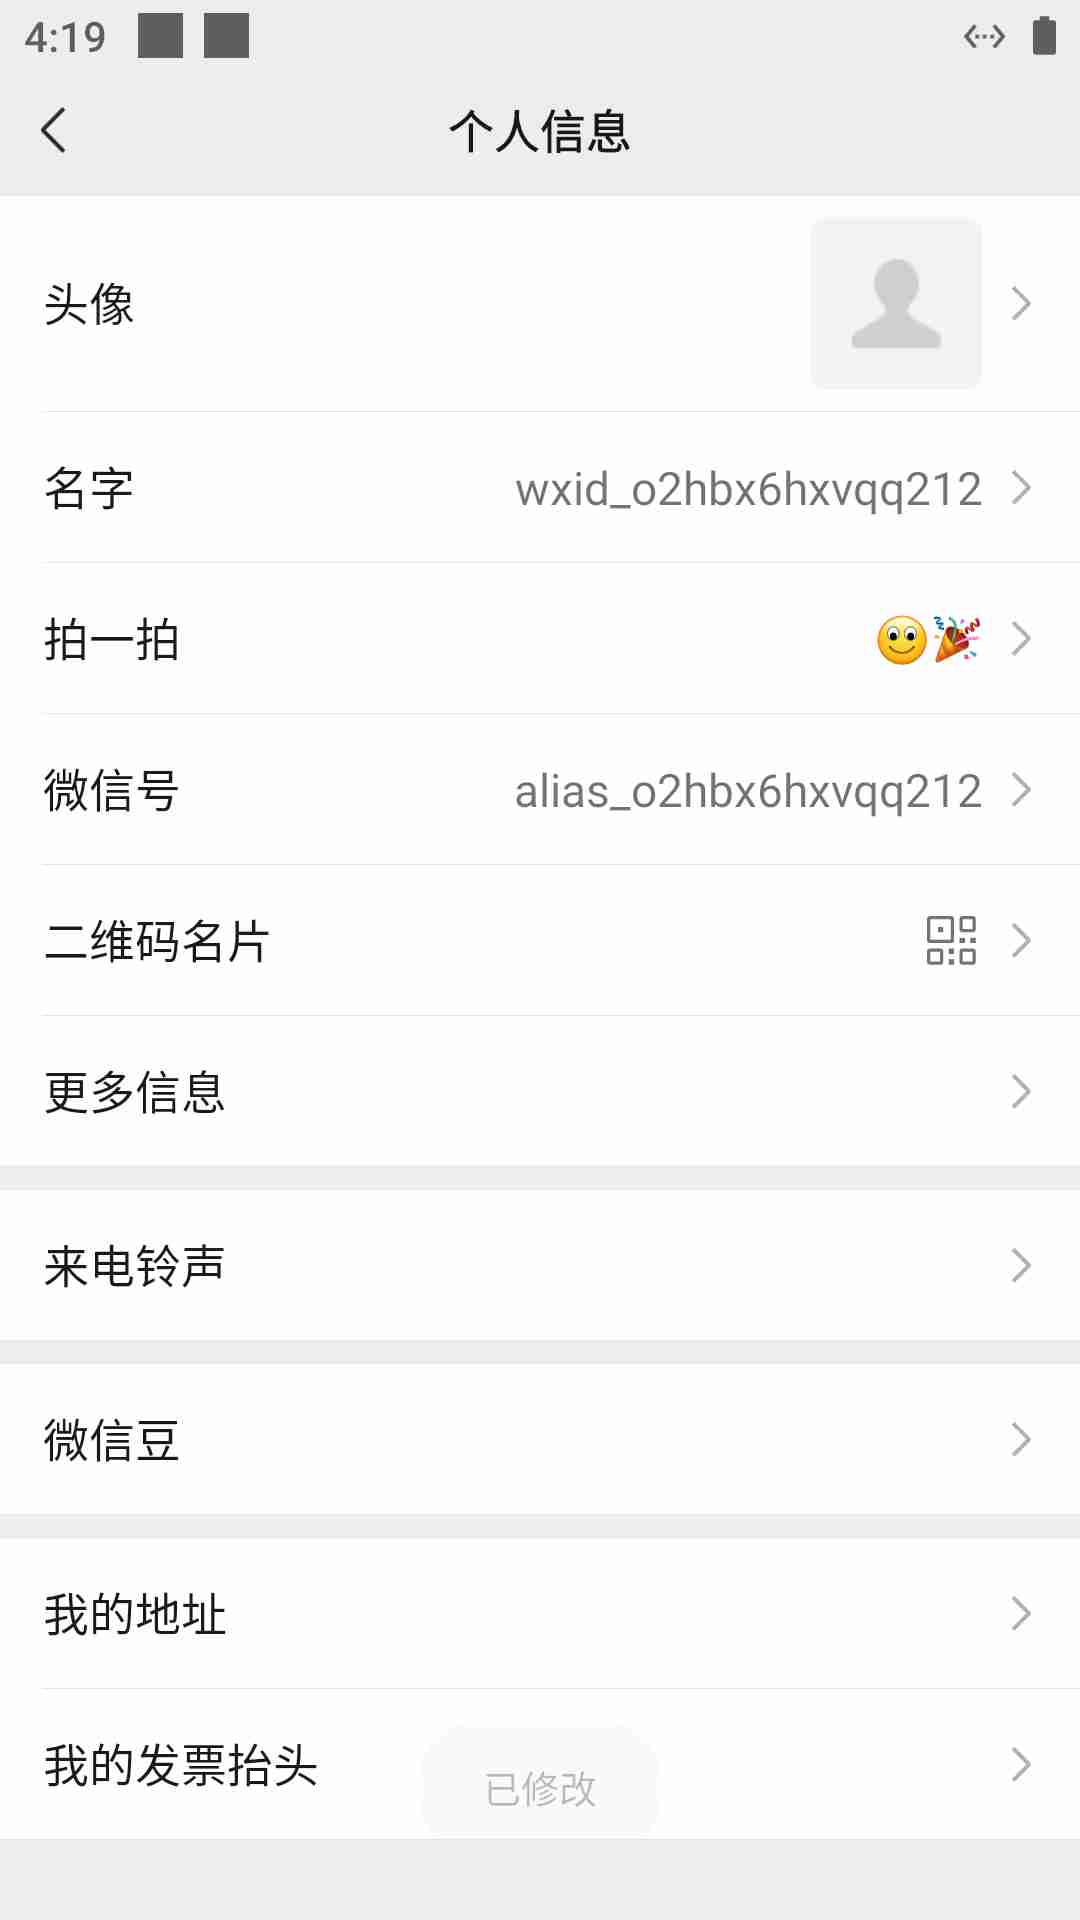 4:19
个人信息
头像
名字 wxid_o2hbx6hxvqq212
拍一拍 🙂🎉
微信号 alias_o2hbx6hxvqq212
二维码名片
更多信息
来电铃声
微信豆
我的地址
我的发票抬头
已修改